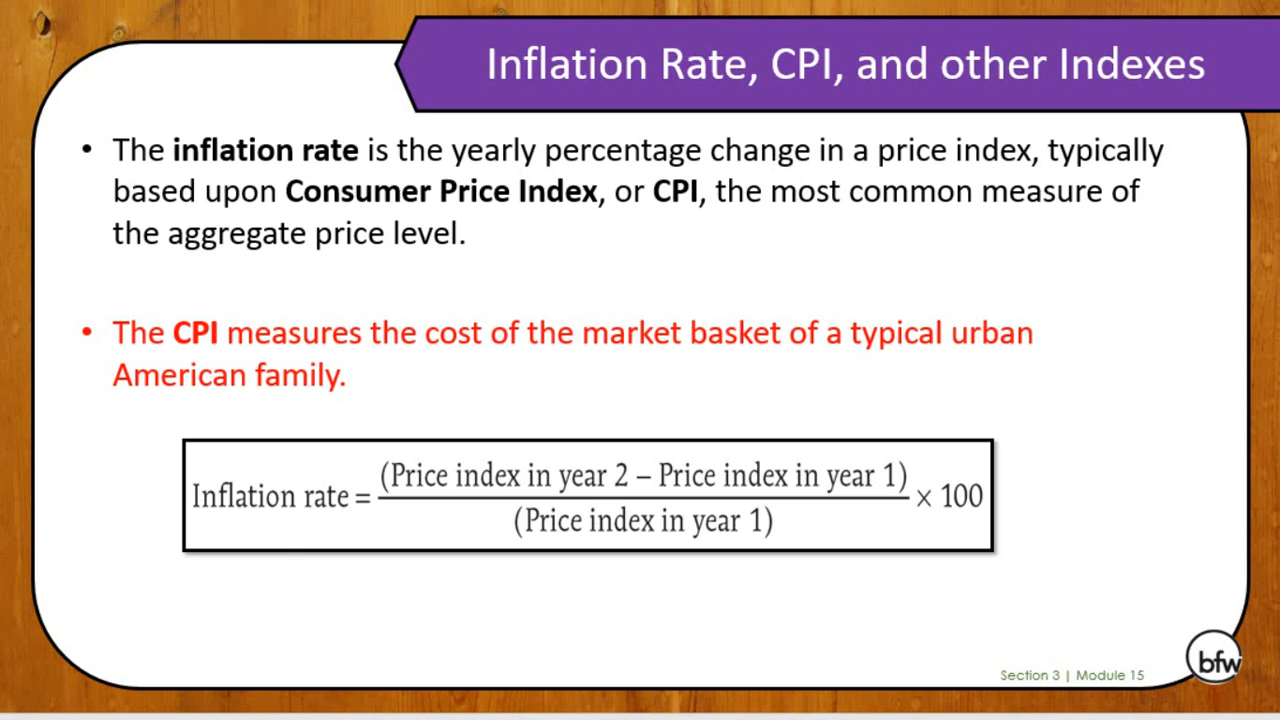 Inflation Rate, CPI, and other Indexes
• The inflation rate is the yearly percentage change in a price index, typically
based upon Consumer Price Index, or CPI, the most common measure of
the aggregate price level.
• The CPI measures the cost of the market basket of a typical urban
American family.
(Price index in year 2 – Price index in year 1)
Inflation rate = × 100
(Price index in year 1)
Section 3 | Module 15
bfw